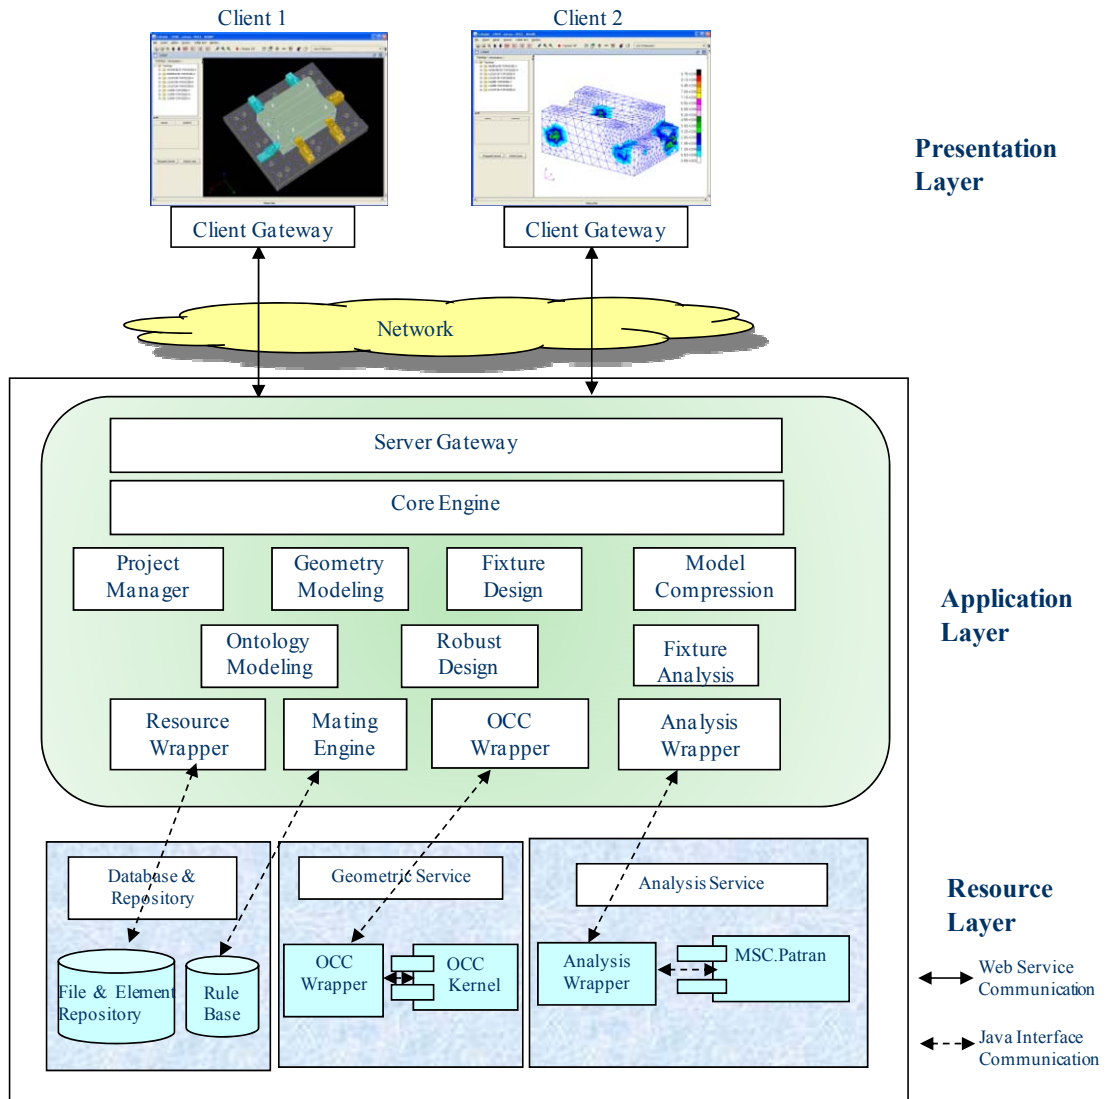 Client 1
Client 2
Presentation
Layer
Client Gateway
Client Gateway
Network
Server Gateway
Core Engine
Project
Manager
Geometry
Modeling
Fixture
Design
Model
Compression
Application
Layer
Ontology
Modeling
Robust
Design
Fixture
Analysis
Resource
Wrapper
Mating
Engine
OCC
Wrapper
Analysis
Wrapper
Database &
Repository
Geometric Service
Analysis Service
Resource
Layer
File & Element
Repository
Rule
Base
OCC
Wrapper
OCC
Kernel
Analysis
Wrapper
MSC.Patran
Web Service
Communication
Java Interface
Communication